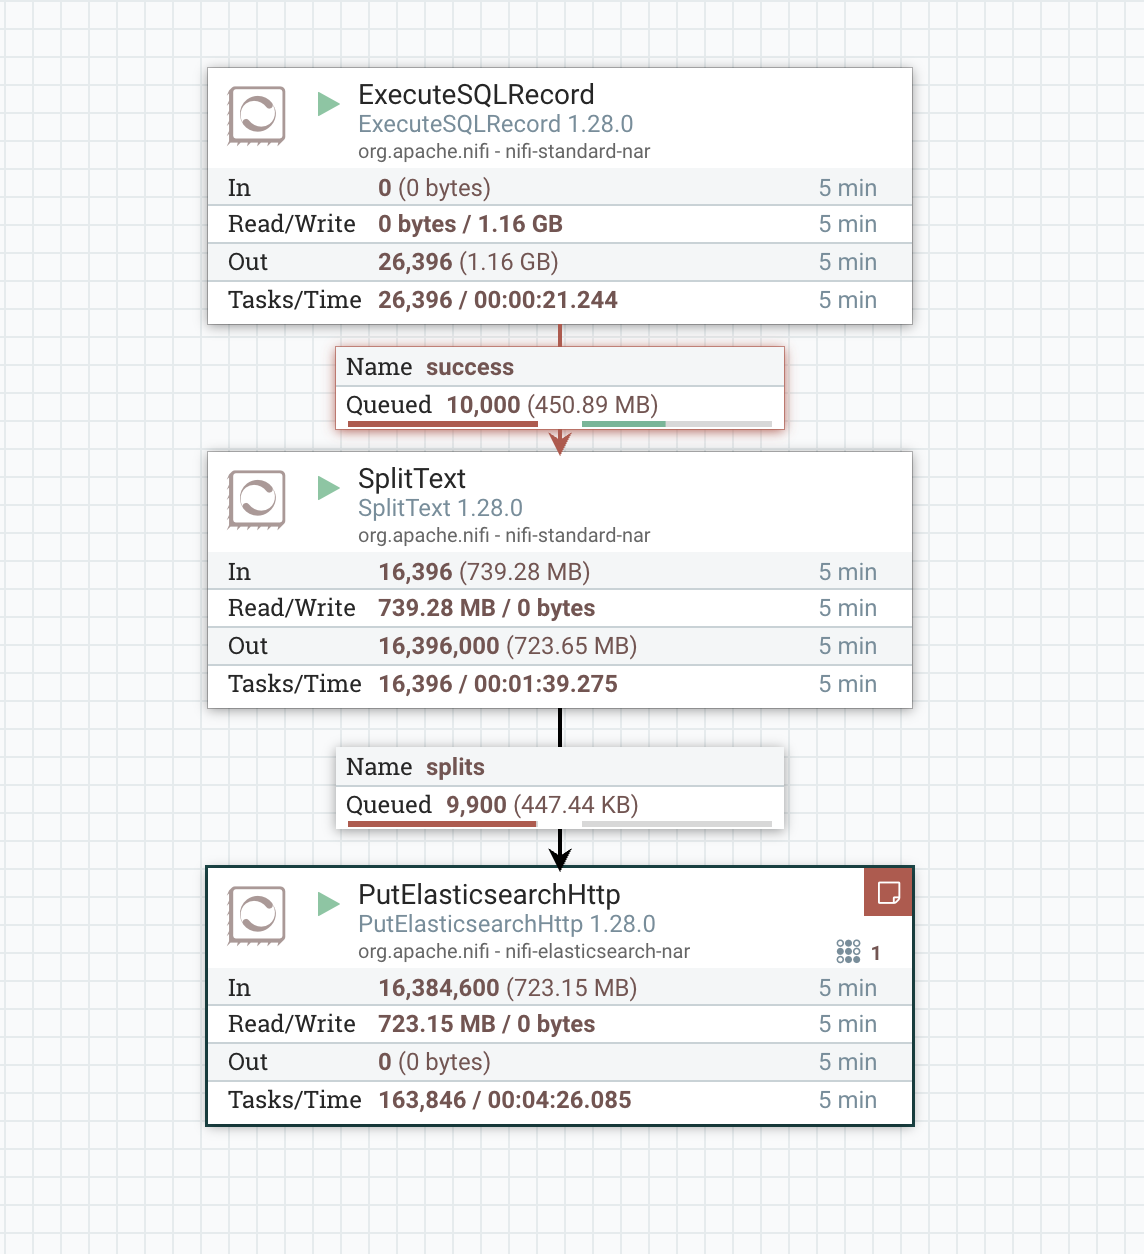 ExecuteSQLRecord
ExecuteSQLRecord 1.28.0
org.apache.nifi - nifi-standard-nar
In 0 (0 bytes) 5 min
Read/Write 0 bytes / 1.16 GB 5 min
Out 26,396 (1.16 GB) 5 min
Tasks/Time 26,396 / 00:00:21.244 5 min
Name success
Queued 10,000 (450.89 MB)
SplitText
SplitText 1.28.0
org.apache.nifi - nifi-standard-nar
In 16,396 (739.28 MB) 5 min
Read/Write 739.28 MB / 0 bytes 5 min
Out 16,396,000 (723.65 MB) 5 min
Tasks/Time 16,396 / 00:01:39.275 5 min
Name splits
Queued 9,900 (447.44 KB)
PutElasticsearchHttp
PutElasticsearchHttp 1.28.0
org.apache.nifi - nifi-elasticsearch-nar 1
In 16,384,600 (723.15 MB) 5 min
Read/Write 723.15 MB / 0 bytes 5 min
Out 0 (0 bytes) 5 min
Tasks/Time 163,846 / 00:04:26.085 5 min